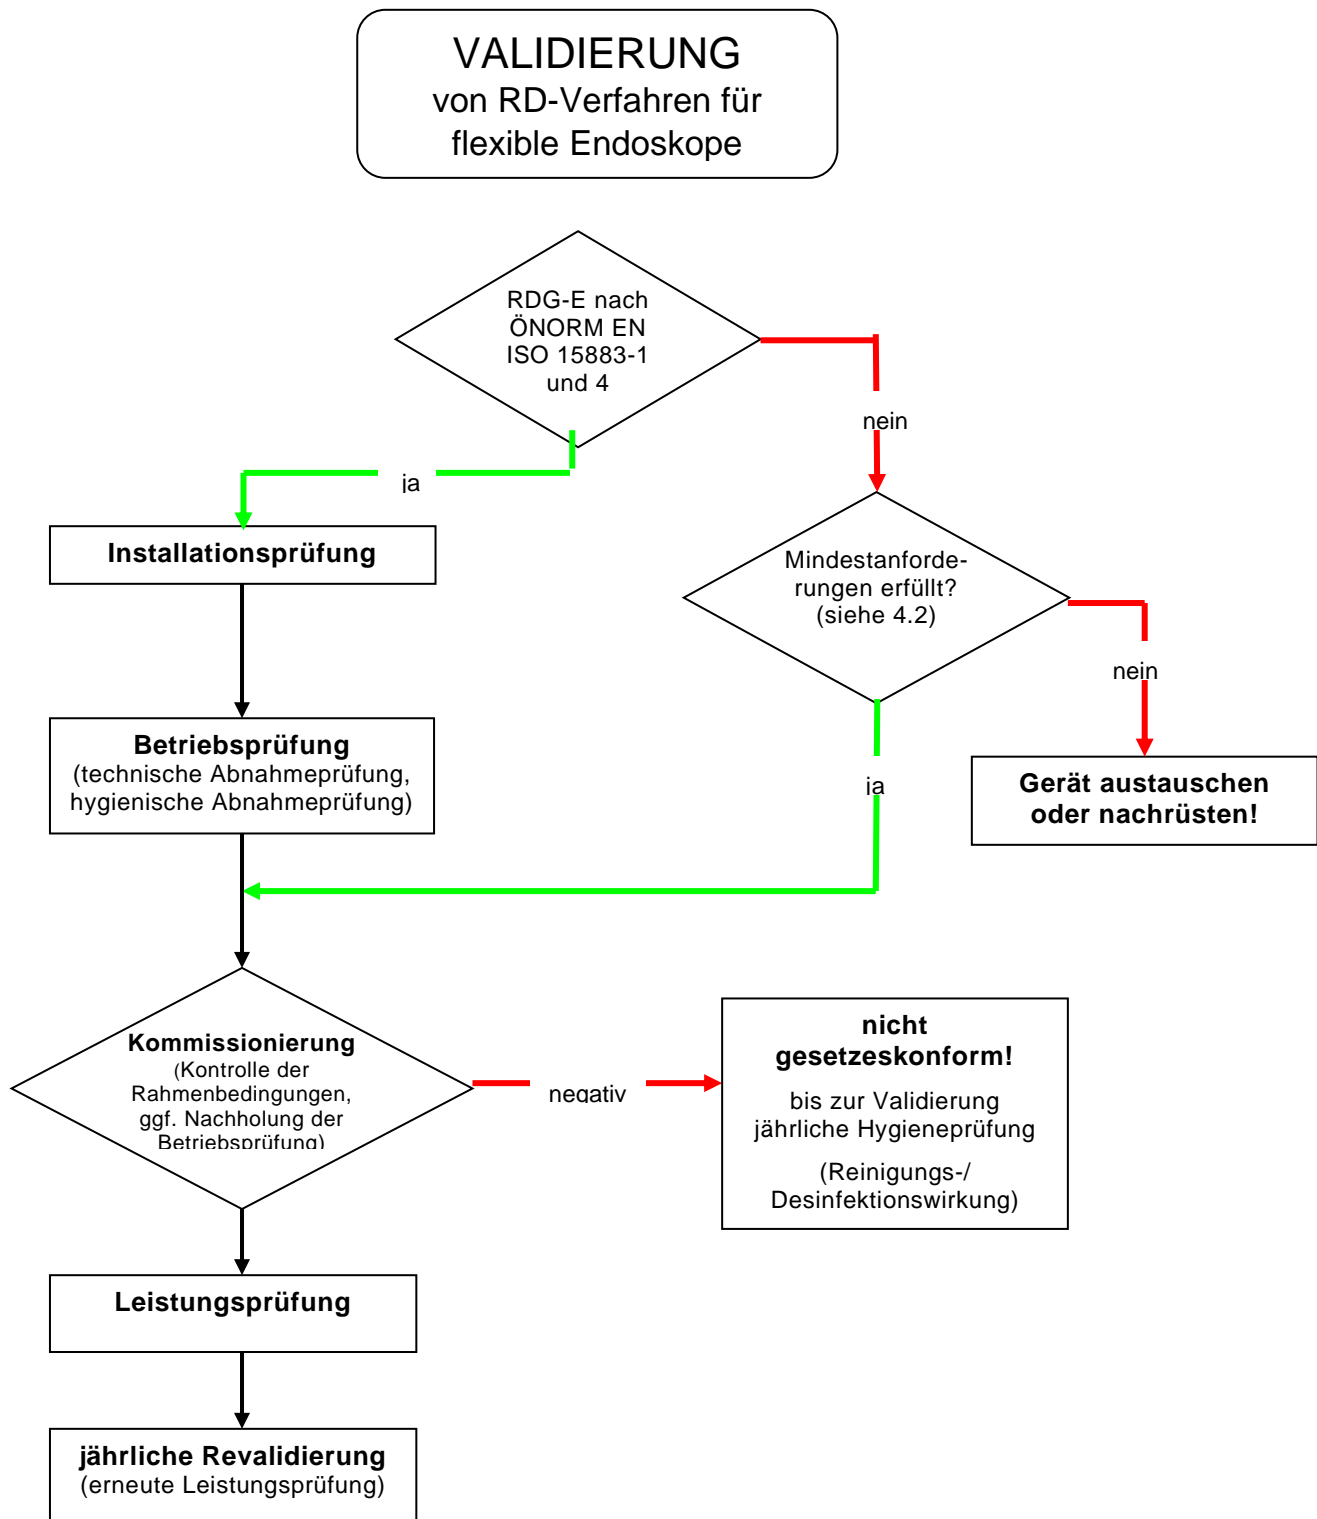 VALIDIERUNG
von RD-Verfahren für
flexible Endoskope
RDG-E nach
ÖNORM EN
ISO 15883-1
und 4
nein
ja
Installationsprüfung
Mindestanforde-
rungen erfüllt?
(siehe 4.2)
nein
Betriebsprüfung
(technische Abnahmeprüfung,
hygienische Abnahmeprüfung)
ja
Gerät austauschen
oder nachrüsten!
Kommissionierung
(Kontrolle der
Rahmenbedingungen,
ggf. Nachholung der
Betriebsprüfung)
negativ
nicht
gesetzeskonform!
bis zur Validierung
jährliche Hygieneprüfung
(Reinigungs-/
Desinfektionswirkung)
Leistungsprüfung
jährliche Revalidierung
(erneute Leistungsprüfung)